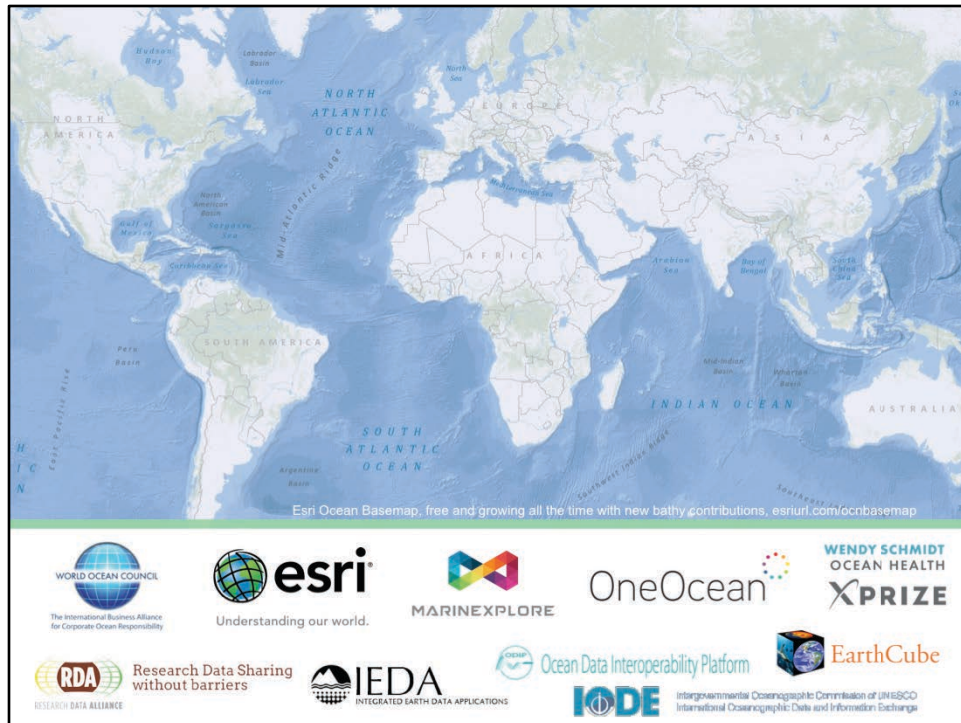 Hudson
Bay
Labrador
Basin
Labrador
Sea
North
Sea
NORTH
ATLANTIC
OCEAN
EUROPE
NORTH
AMERICA
ASIA
Mid-Atlantic Ridge
North
American
Basin
Mediterranean Sea
Gulf of
Mexico
Sargasso
Sea
Caribbean Sea
AFRICA
Arabian
Sea
Bay of
Bengal
South
China
Sea
SOUTH AMERICA
Peru
Basin
East Pacific Rise
Mid-Indian
Basin
Wharton
Basin
INDIAN OCEAN
AUSTRALIA
SOUTH
ATLANTIC
OCEAN
Argentine
Basin
Southwest Indian Ridge
Southeast
Esri Ocean Basemap, free and growing all the time with new bathy contributions, esriurl.com/ocnbasemap
WORLD OCEAN COUNCIL
The International Business Alliance
for Corporate Ocean Responsibility
esri
Understanding our world.
MARINEXPLORE
OneOcean
WENDY SCHMIDT
OCEAN HEALTH
XPRIZE
RDA
RESEARCH DATA ALLIANCE
Research Data Sharing
without barriers
IEDA
INTEGRATED EARTH DATA APPLICATIONS
ODIP
Ocean Data Interoperability Platform
EarthCube
IODE
Intergovernmental Oceanographic Commission of UNESCO
International Oceanographic Data and Information Exchange